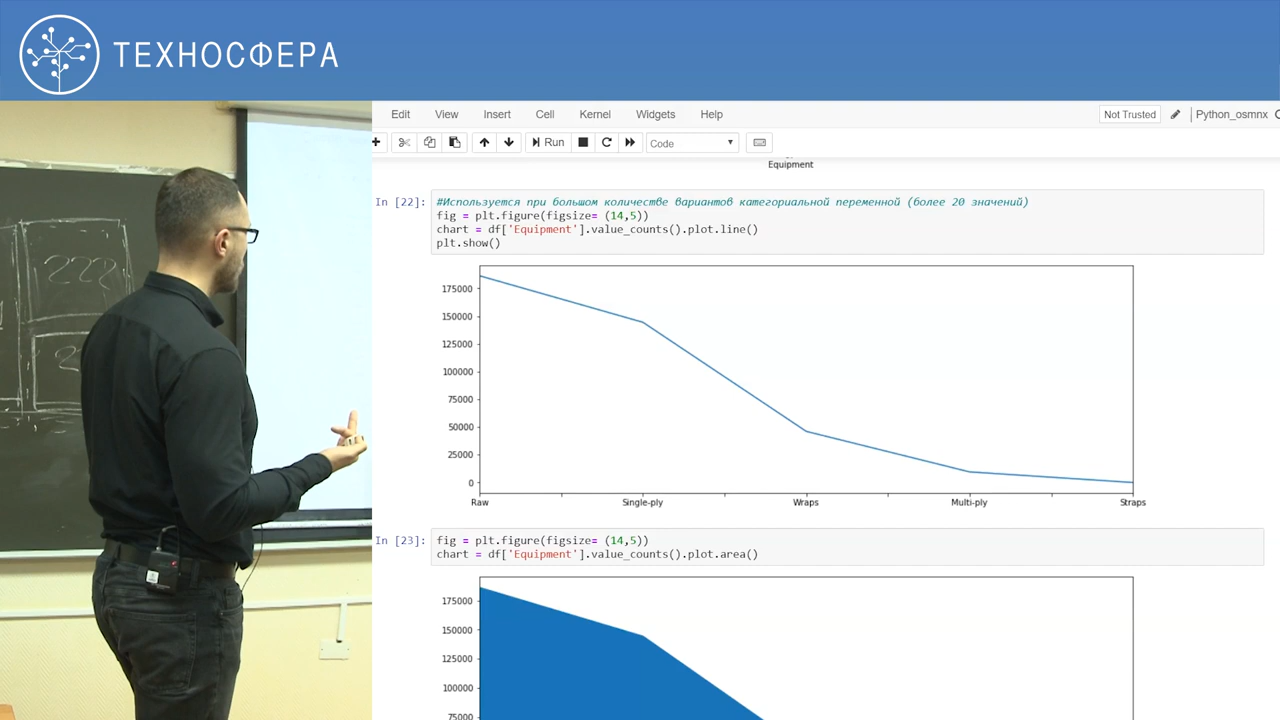 ТЕХНОСФЕРА
Edit View Insert Cell Kernel Widgets Help
Not Trusted
Python_osmnx
Run
Code
Equipment
222
In [22]:
#Используется при большом количестве вариантов категориальной переменной (более 20 значений)
fig = plt.figure(figsize= (14,5))
chart = df['Equipment'].value_counts().plot.line()
plt.show()
175000
150000
125000
100000
75000
50000
25000
0
Raw Single-ply Wraps Multi-ply Straps
In [23]:
fig = plt.figure(figsize= (14,5))
chart = df['Equipment'].value_counts().plot.area()
175000
150000
125000
100000
75000